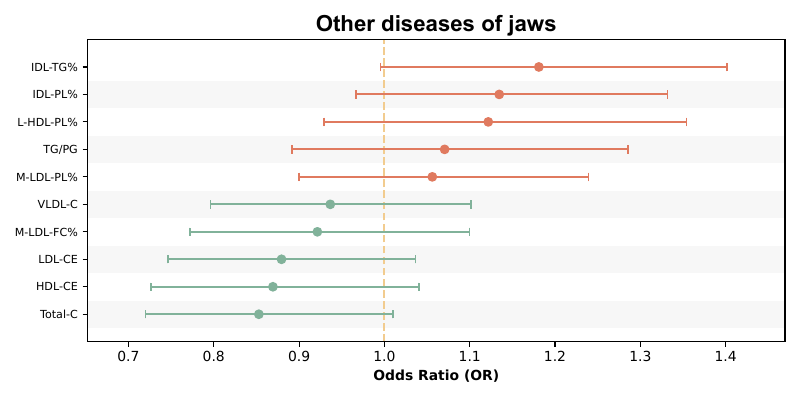 Other diseases of jaws
IDL-TG%
IDL-PL%
L-HDL-PL%
TG/PG
M-LDL-PL%
VLDL-C
M-LDL-FC%
LDL-CE
HDL-CE
Total-C
0.7 0.8 0.9 1.0 1.1 1.2 1.3 1.4
Odds Ratio (OR)